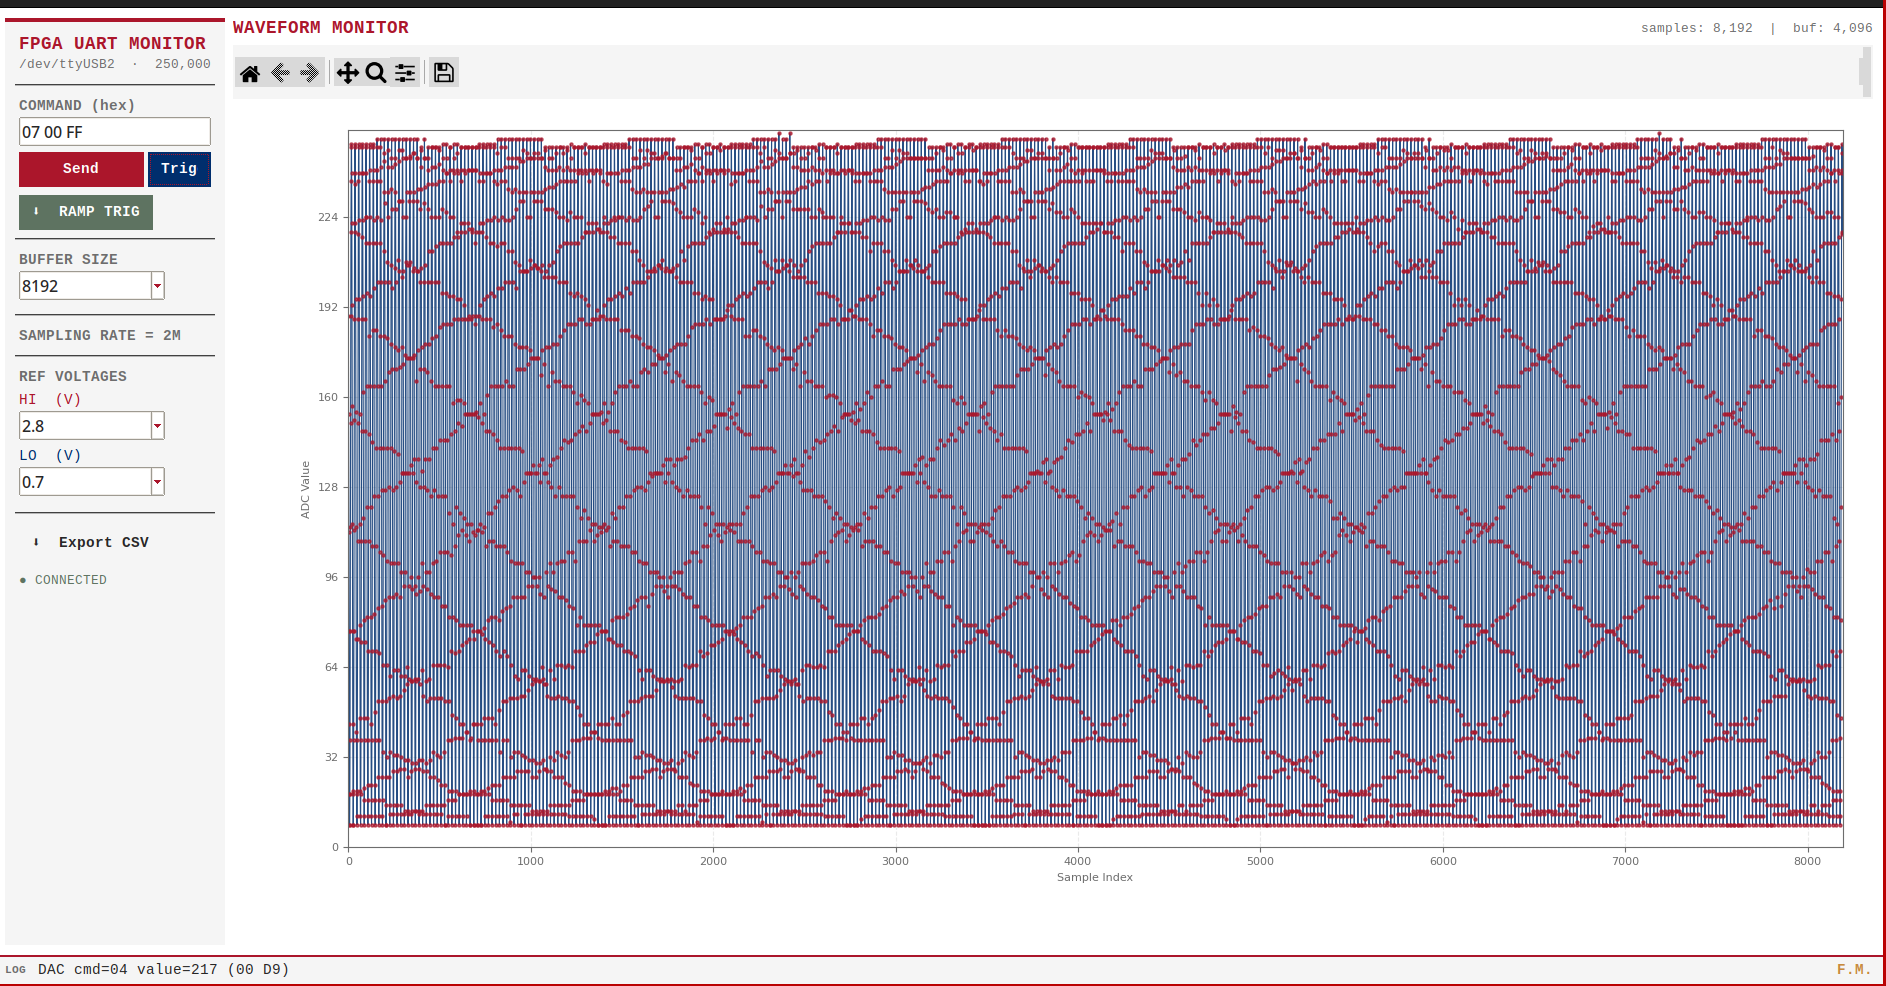 FPGA UART MONITOR
/dev/ttyUSB2 · 250,000
COMMAND (hex)
07 00 FF
Send Trig
⬇ RAMP TRIG
BUFFER SIZE
8192
SAMPLING RATE = 2M
REF VOLTAGES
HI (V)
2.8
LO (V)
0.7
⬇ Export CSV
● CONNECTED
WAVEFORM MONITOR
samples: 8,192 | buf: 4,096
ADC Value
224
192
160
128
96
64
32
0
0 1000 2000 3000 4000 5000 6000 7000 8000
Sample Index
LOG DAC cmd=04 value=217 (00 D9)
F.M.